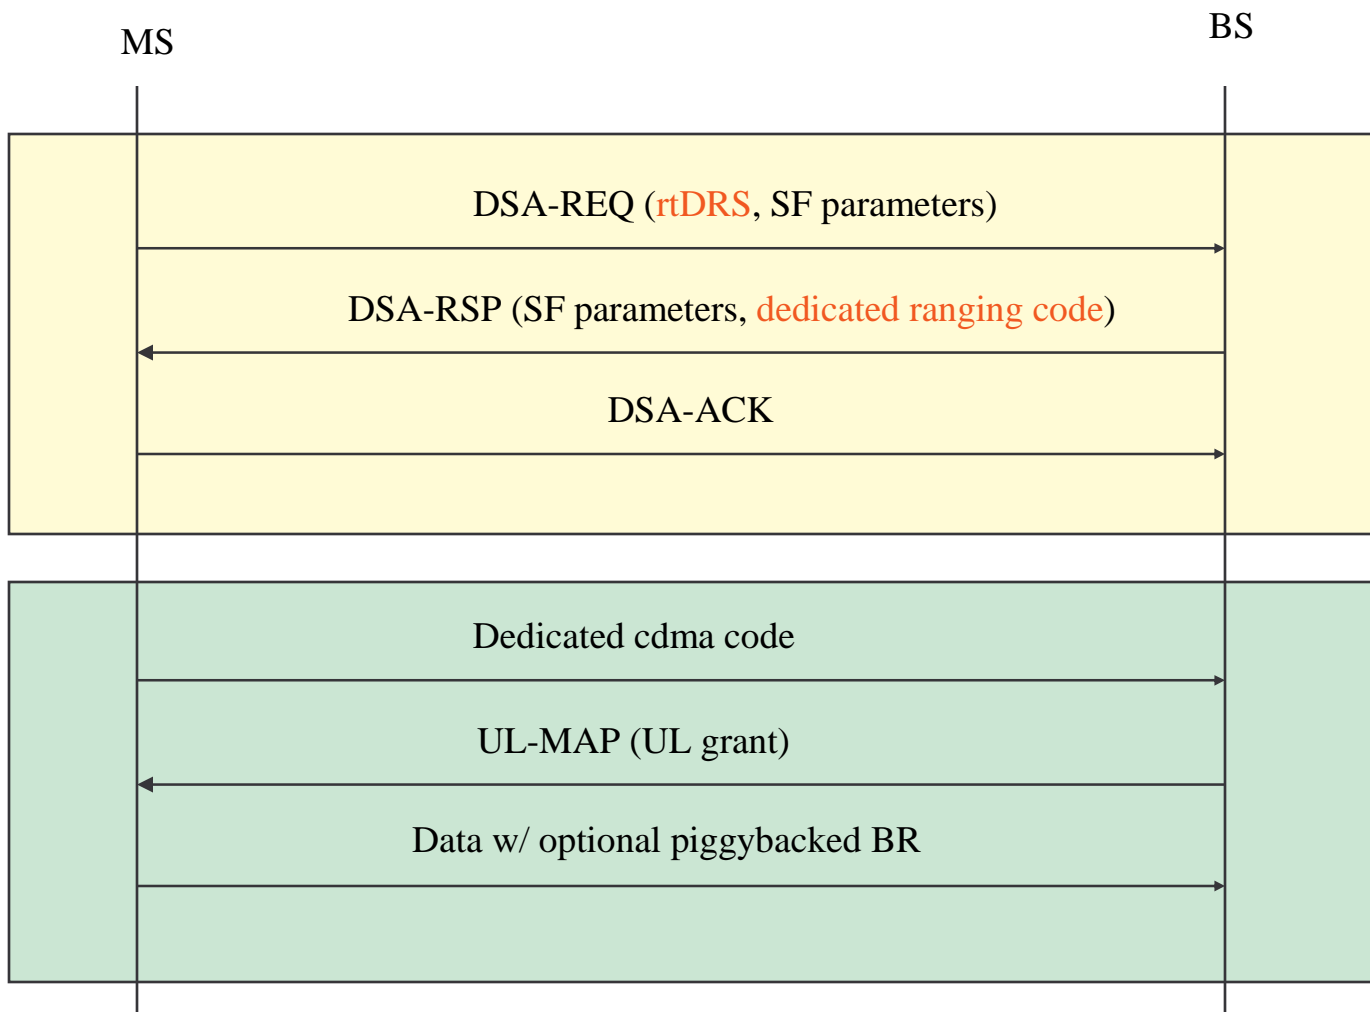 MS
BS
DSA-REQ (rtDRS, SF parameters)
DSA-RSP (SF parameters, dedicated ranging code)
DSA-ACK
Dedicated cdma code
UL-MAP (UL grant)
Data w/ optional piggybacked BR